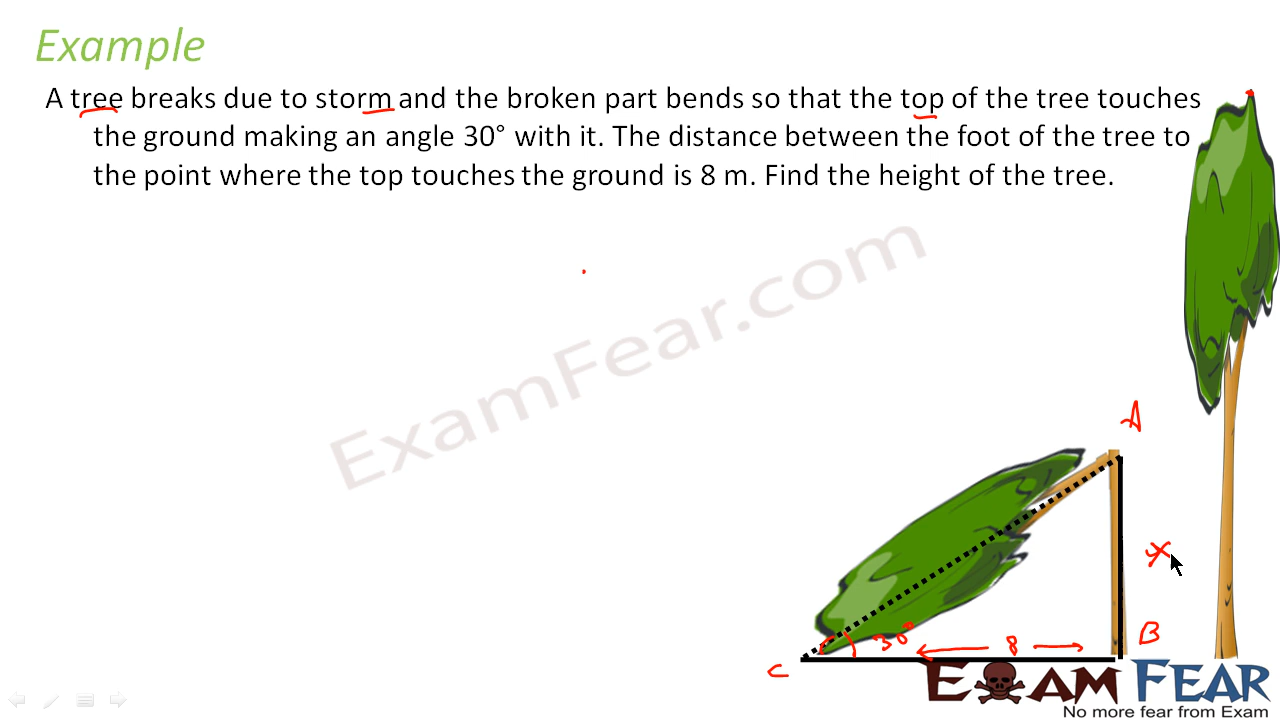 Example
A tree breaks due to storm and the broken part bends so that the top of the tree touches
the ground making an angle 30° with it. The distance between the foot of the tree to
the point where the top touches the ground is 8 m. Find the height of the tree.
ExamFear.com
A
x
B
30°
8
C
EXAM FEAR
No more fear from Exam